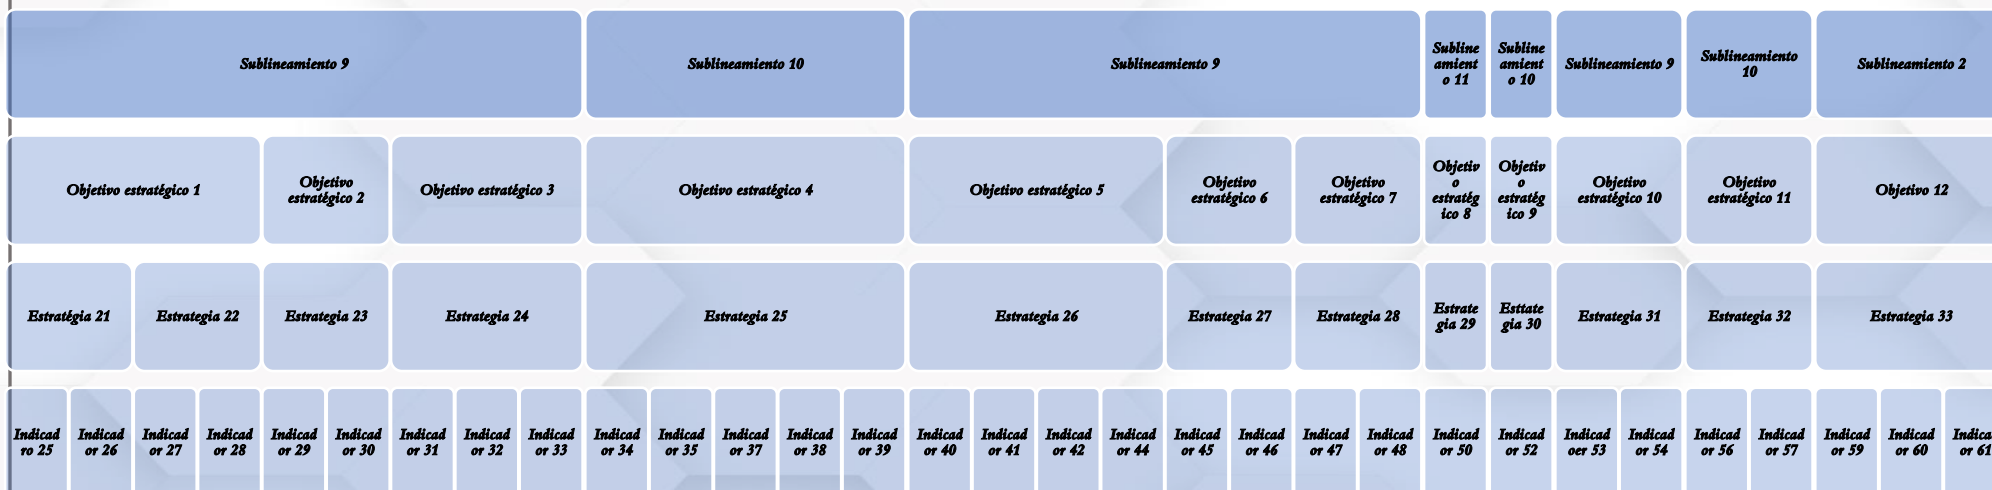 Sublineamiento 9
Sublineamiento 10
Sublineamiento 9
Subline
amient
o 11
Subline
amient
o 10
Sublineamiento 9
Sublineamiento
10
Sublineamiento 2
Objetivo estratégico 1
Objetivo
estratégico 2
Objetivo estratégico 3
Objetivo estratégico 4
Objetivo estratégico 5
Objetivo
estratégico 6
Objetivo
estratégico 7
Objetiv
o
estratég
ico 8
Objetiv
o
estratég
ico 9
Objetivo
estratégico 10
Objetivo
estratégico 11
Objetivo 12
Estratégia 21
Estrategia 22
Estrategia 23
Estrategia 24
Estrategia 25
Estrategia 26
Estrategia 27
Estrategia 28
Estrate
gia 29
Esttate
gia 30
Estrategia 31
Estrategia 32
Estrategia 33
Indicad
ro 25
Indicad
or 26
Indicad
or 27
Indicad
or 28
Indicad
or 29
Indicad
or 30
Indicad
or 31
Indicad
or 32
Indicad
or 33
Indicad
or 34
Indicad
or 35
Indicad
or 37
Indicad
or 38
Indicad
or 39
Indicad
or 40
Indicad
or 41
Indicad
or 42
Indicad
or 44
Indicad
or 45
Indicad
or 46
Indicad
or 47
Indicad
or 48
Indicad
or 50
Indicad
or 52
Indicad
oer 53
Indicad
or 54
Indicad
or 56
Indicad
or 57
Indicad
or 59
Indicad
or 60
Indica
or 61